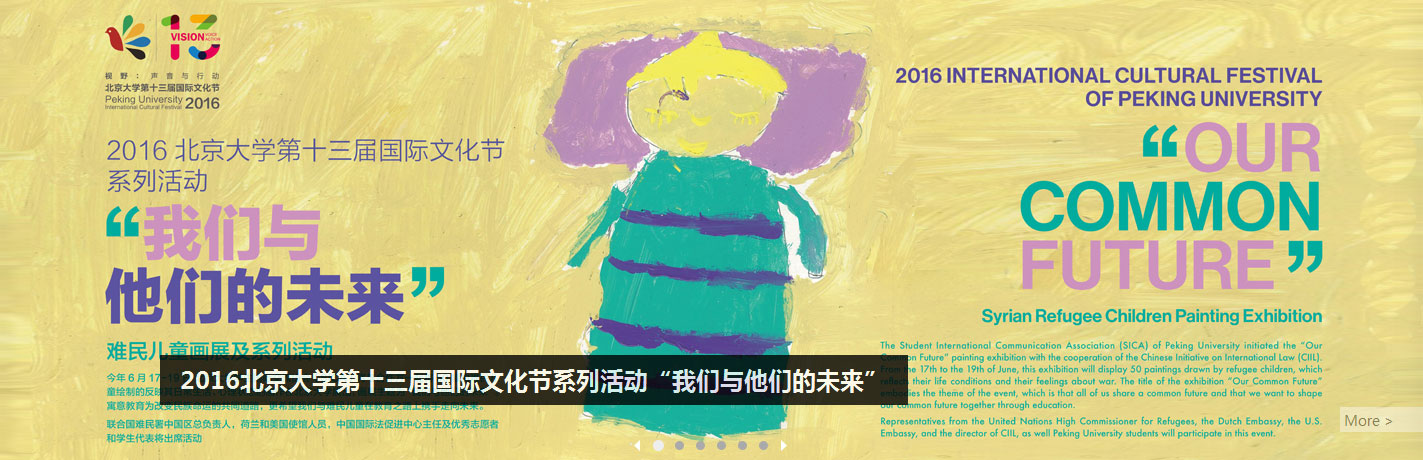 VISION VOICE ACTION
13
视野：声音与行动
北京大学第十三届国际文化节
Peking University 2016
International Cultural Festival
2016 北京大学第十三届国际文化节
系列活动
“我们与
他们的未来”
难民儿童画展及系列活动
今年 6 月 17-19
寓意教育为改变民族命运的共同道路，更希望我们与难民儿童在教育之路上携手走向未来。
联合国难民署中国区总负责人，荷兰和美国使馆人员，中国国际法促进中心主任及优秀志愿者
和学生代表将出席活动
2016北京大学第十三届国际文化节系列活动“我们与他们的未来”
2016 INTERNATIONAL CULTURAL FESTIVAL
OF PEKING UNIVERSITY
“OUR
COMMON
FUTURE”
Syrian Refugee Children Painting Exhibition
The Student International Communication Association (SICA) of Peking University initiated the “Our
Common Future” painting exhibition with the cooperation of the Chinese Initiative on International Law (CIIL).
From the 17th to the 19th of June, this exhibition will display 50 paintings drawn by refugee children, which
reflects their life conditions and their feelings about war. The title of the exhibition “Our Common Future”
embodies the theme of the event, which is that all of us share a common future and that we want to shape
our common future together through education.
Representatives from the United Nations High Commissioner for Refugees, the Dutch Embassy, the U.S.
Embassy, and the director of CIIL, as well Peking University students will participate in this event.
More >